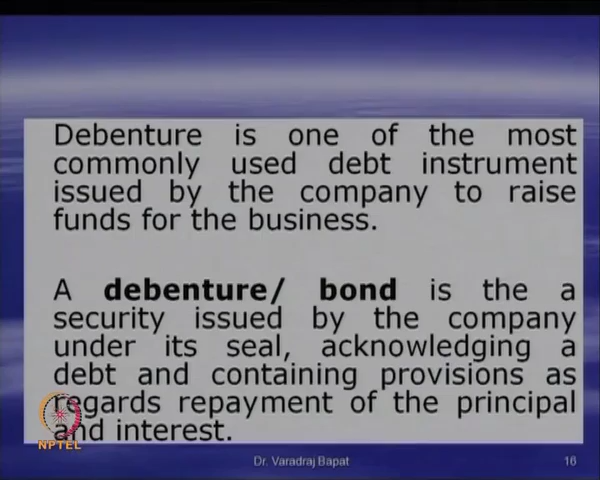 Debenture is one of the most
commonly used debt instrument
issued by the company to raise
funds for the business.
A debenture/ bond is the a
security issued by the company
under its seal, acknowledging a
debt and containing provisions as
regards repayment of the principal
and interest.
NPTEL
Dr. Varadraj Bapat
16